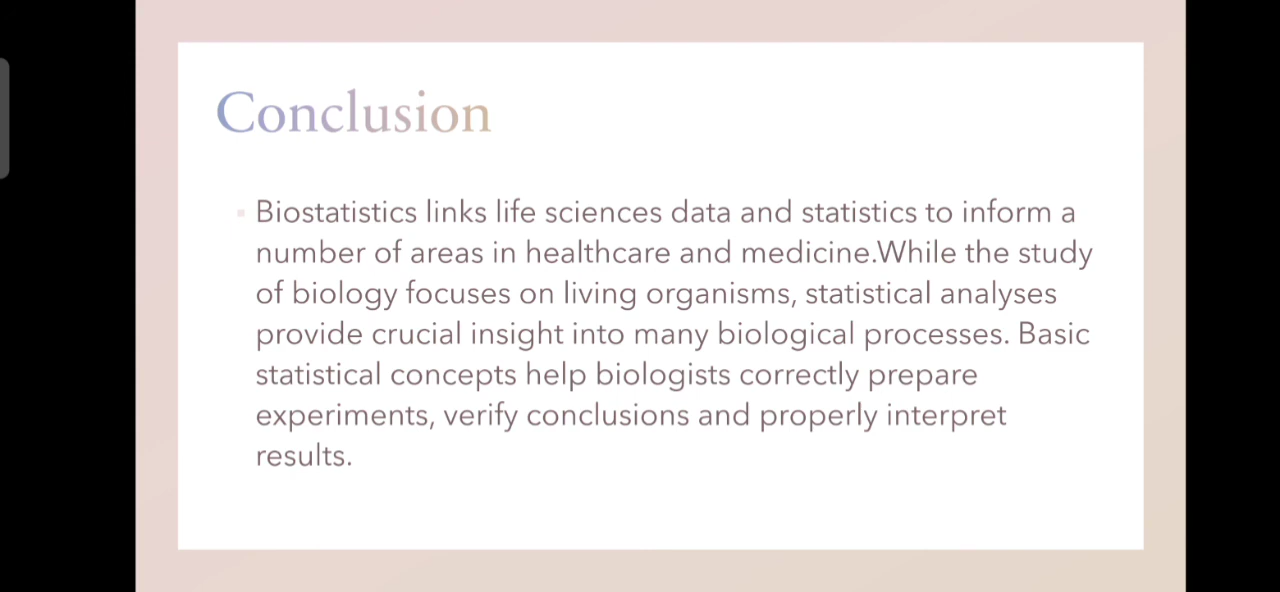 Conclusion
Biostatistics links life sciences data and statistics to inform a
number of areas in healthcare and medicine.While the study
of biology focuses on living organisms, statistical analyses
provide crucial insight into many biological processes. Basic
statistical concepts help biologists correctly prepare
experiments, verify conclusions and properly interpret
results.